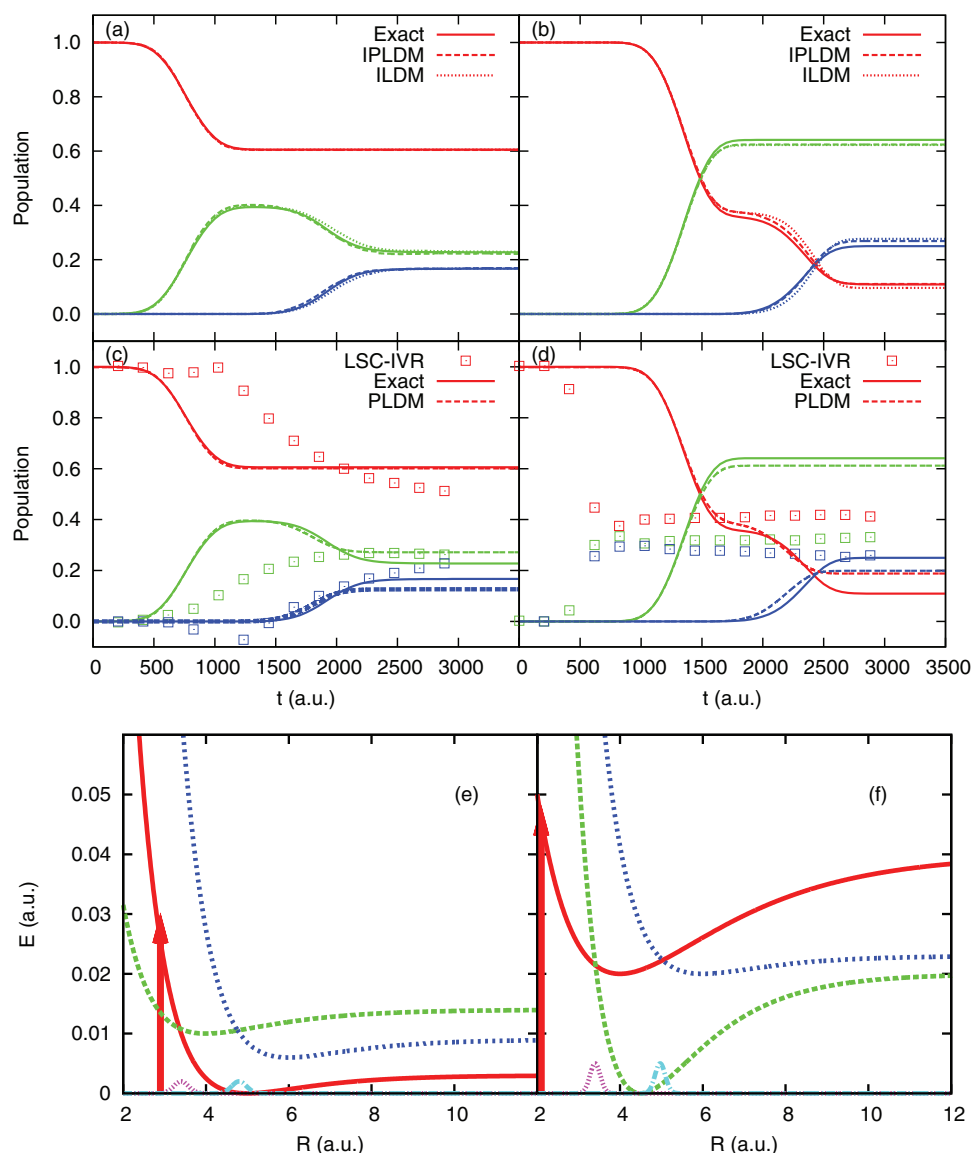 (a)
Exact
IPLDM
ILDM
(b)
Exact
IPLDM
ILDM
Population
1.0
0.8
0.6
0.4
0.2
0.0
(c)
LSC-IVR
Exact
PLDM
(d)
LSC-IVR
Exact
PLDM
Population
1.0
0.8
0.6
0.4
0.2
0.0
0 500 1000 1500 2000 2500 3000
0 500 1000 1500 2000 2500 3000 3500
t (a.u.)
t (a.u.)
(e)
(f)
E (a.u.)
0.05
0.04
0.03
0.02
0.01
0
2 4 6 8 10
2 4 6 8 10 12
R (a.u.)
R (a.u.)